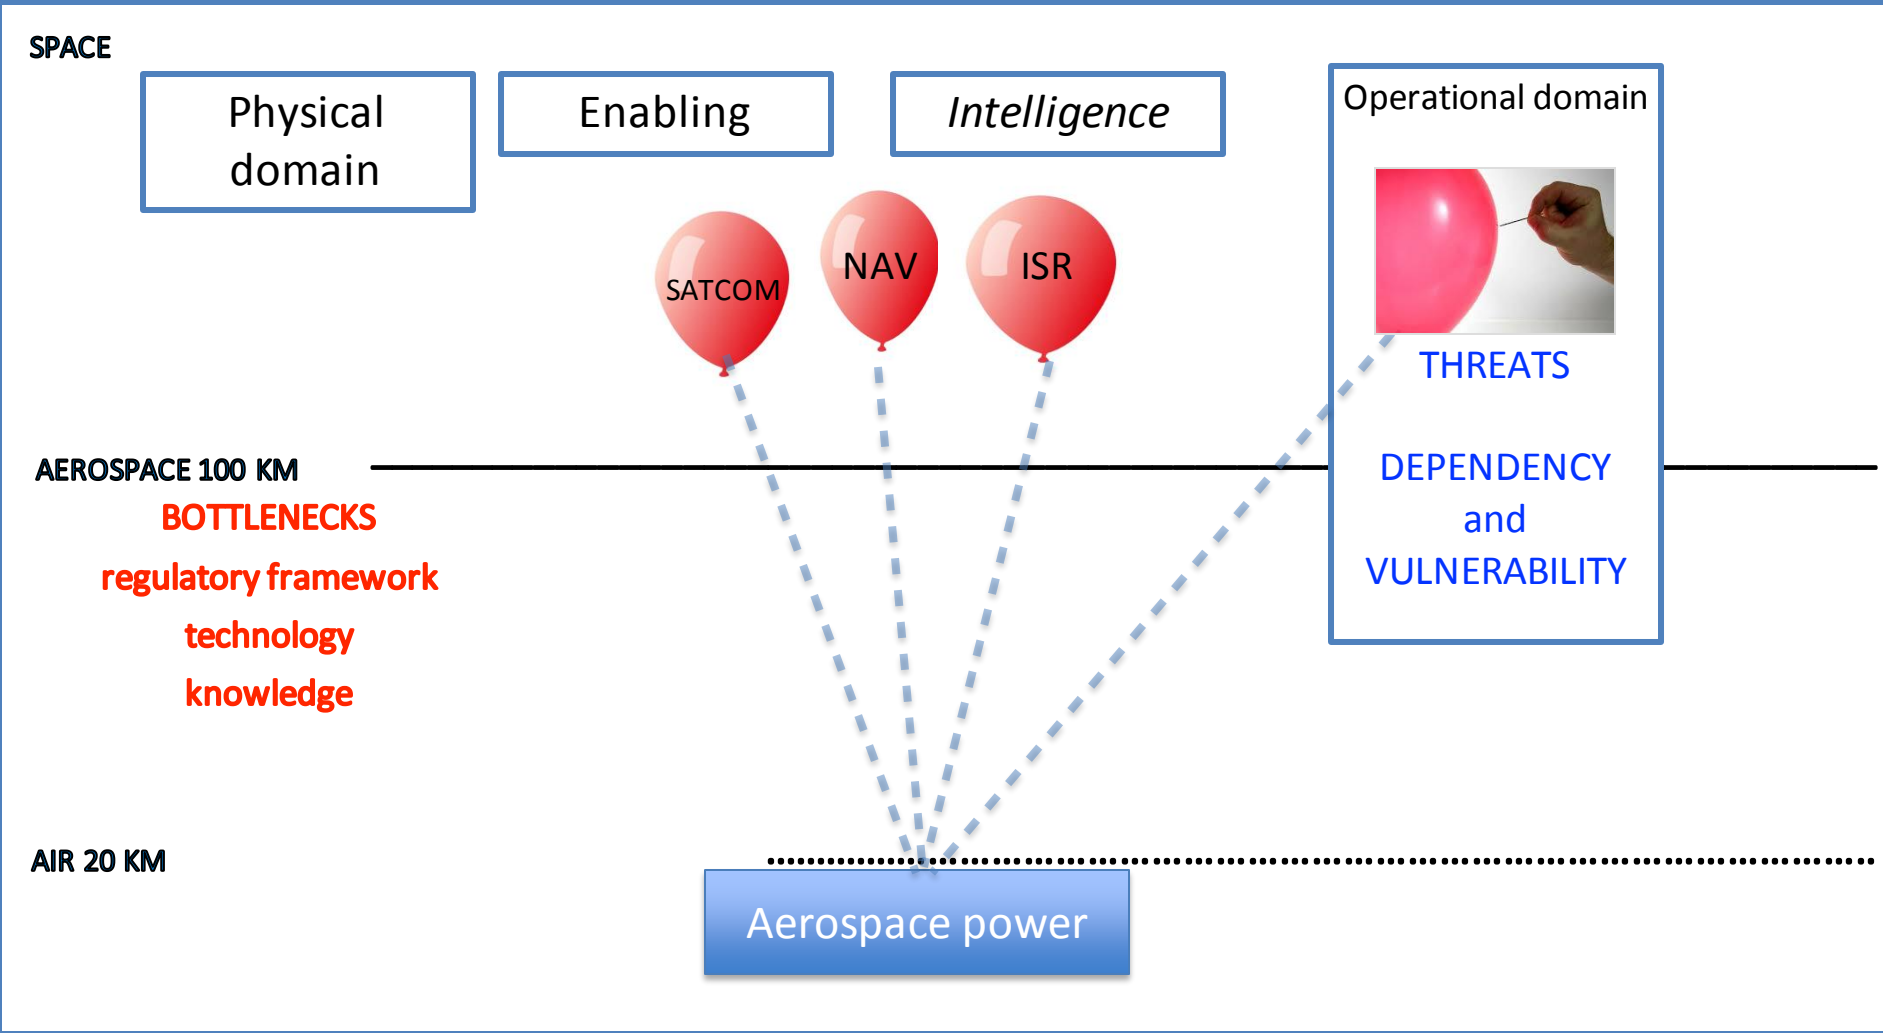 SPACE
Physical
domain
Enabling
Intelligence
Operational domain
SATCOM
NAV
ISR
THREATS
DEPENDENCY
and
VULNERABILITY
AEROSPACE 100 KM
BOTTLENECKS
regulatory framework
technology
knowledge
AIR 20 KM
Aerospace power